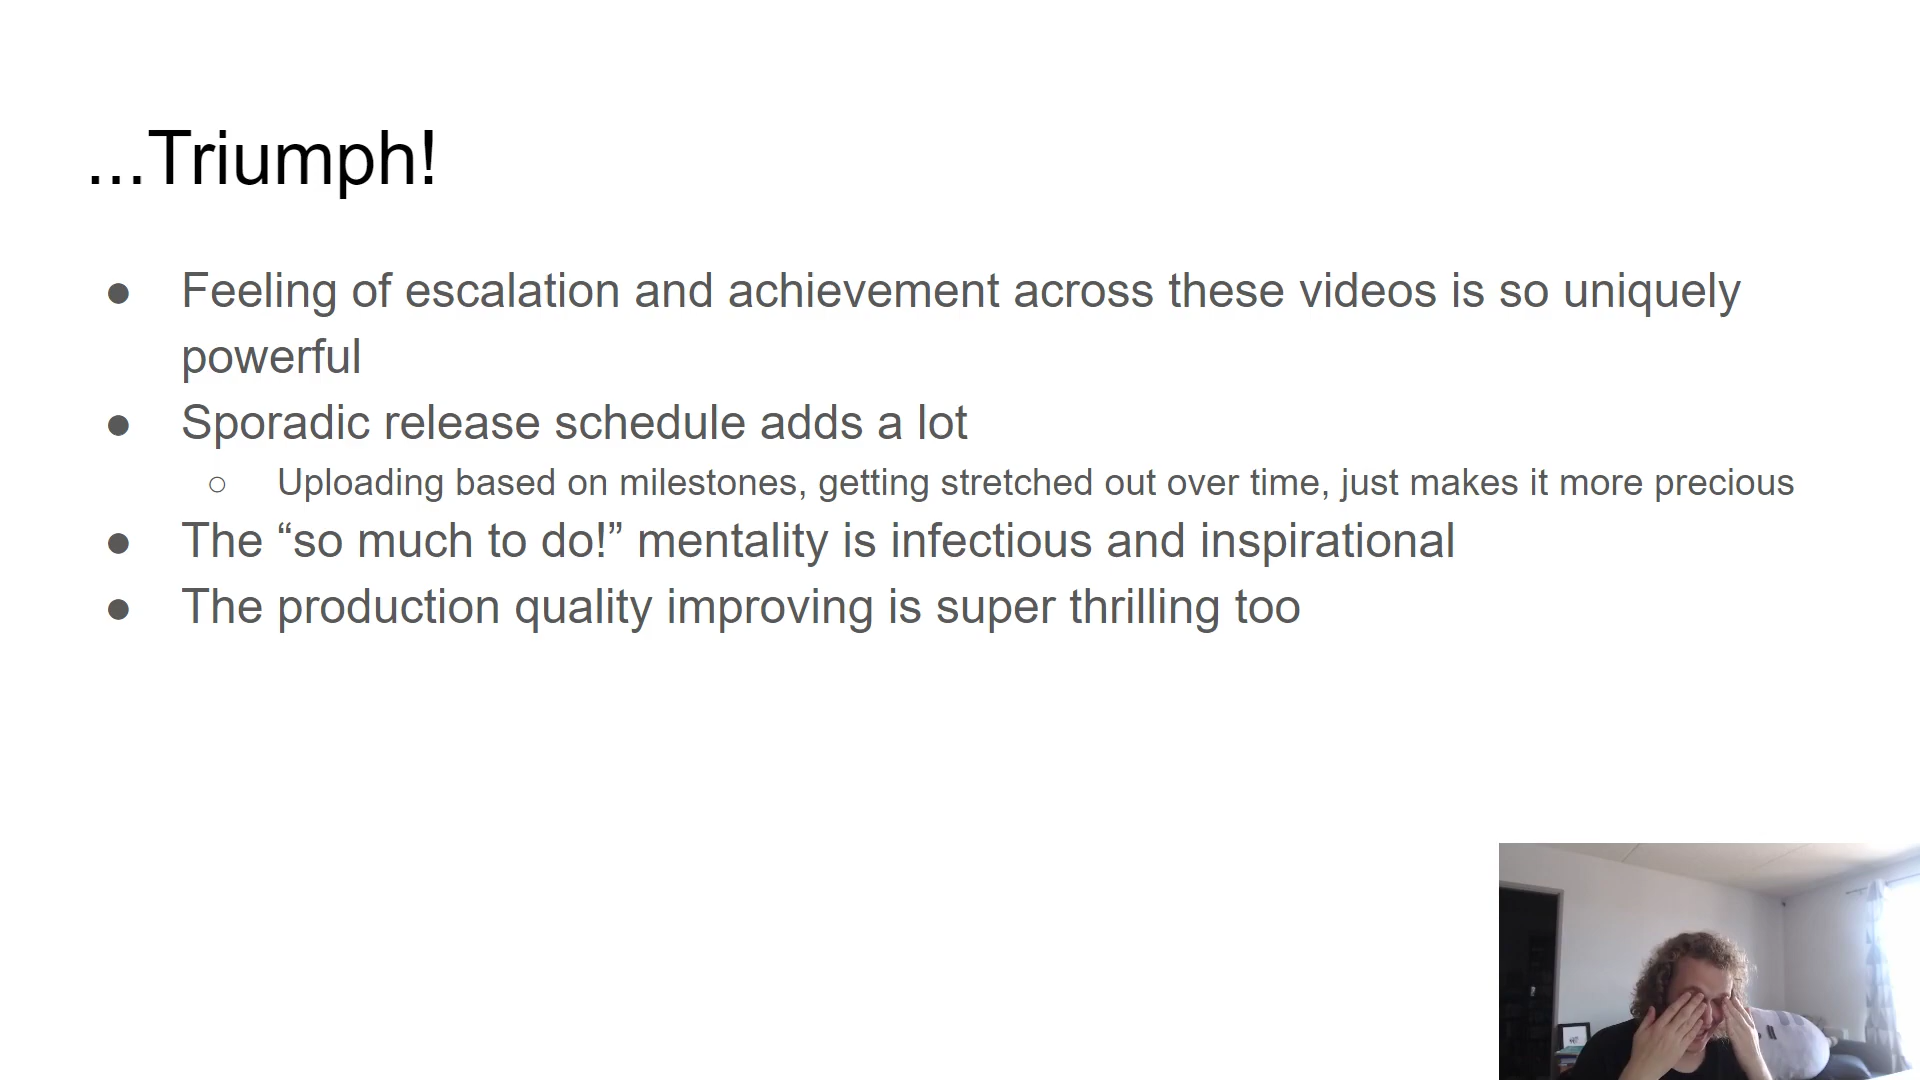 ...Triumph!
● Feeling of escalation and achievement across these videos is so uniquely
powerful
● Sporadic release schedule adds a lot
○ Uploading based on milestones, getting stretched out over time, just makes it more precious
● The “so much to do!” mentality is infectious and inspirational
● The production quality improving is super thrilling too